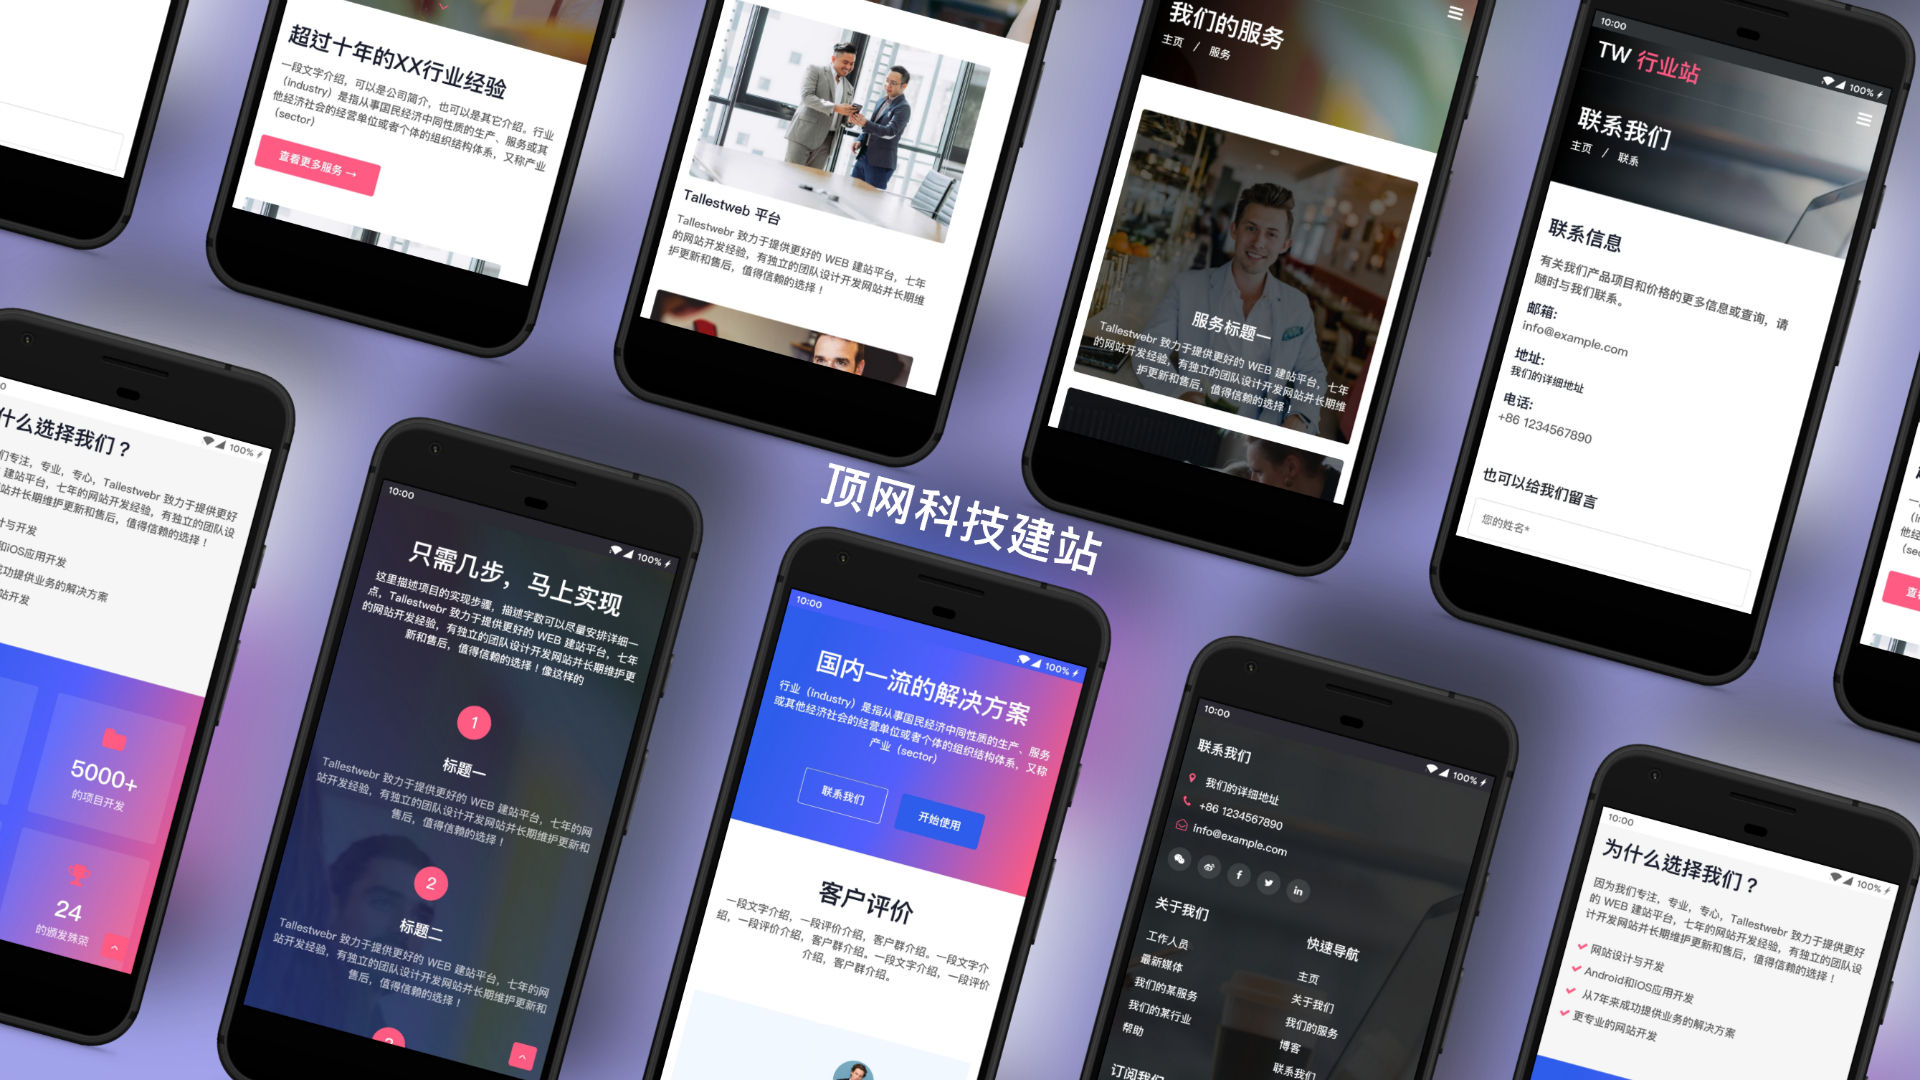 超过十年的XX行业经验
一段文字介绍，可以是公司简介，也可以是其它介绍。行业
（industry）是指从事国民经济中同性质的生产、服务或其
他经济社会的经营单位或者个体的组织结构体系，又称产业
（sector）
查看更多服务 →
Tallestweb 平台
Tallestwebr 致力于提供更好的 WEB 建站平台，七年
的网站开发经验，有独立的团队设计开发网站并长期维
护更新和售后，值得信赖的选择！
我们的服务
主页 / 服务
服务标题一
Tallestwebr 致力于提供更好的 WEB 建站平台，七年
的网站开发经验，有独立的团队设计开发网站并长期维
护更新和售后，值得信赖的选择！
10:00
100%
TW 行业站
联系我们
主页 / 联系
联系信息
有关我们产品项目和价格的更多信息或查询，请
随时与我们联系。
邮箱:
info@example.com
地址:
我们的详细地址
电话:
+86 1234567890
也可以给我们留言
您的姓名*
顶网科技建站
100%
什么选择我们？
们专注，专业，专心，Tallestwebr 致力于提供更好
建站平台，七年的网站开发经验，有独立的团队设
站并长期维护更新和售后，值得信赖的选择！
计与开发
和iOS应用开发
成功提供业务的解决方案
站开发
5000+
的项目开发
24
的颁发殊荣
10:00
100%
只需几步，马上实现
这里描述项目的实现步骤，描述字数可以尽量安排详细一
点，Tallestwebr 致力于提供更好的 WEB 建站平台，七年
的网站开发经验，有独立的团队设计开发网站并长期维护更
新和售后，值得信赖的选择！像这样的
1
标题一
Tallestwebr 致力于提供更好的 WEB 建站平台，七年的网
站开发经验，有独立的团队设计开发网站并长期维护更新和
售后，值得信赖的选择！
2
标题二
Tallestwebr 致力于提供更好的 WEB 建站平台，七年的网
站开发经验，有独立的团队设计开发网站并长期维护更新和
售后，值得信赖的选择！
10:00
100%
国内一流的解决方案
行业（industry）是指从事国民经济中同性质的生产、服务
或其他经济社会的经营单位或者个体的组织结构体系，又称
产业（sector）
联系我们
开始使用
客户评价
一段文字介绍，一段评价介绍，客户群介绍。一段文字介
绍，一段评价介绍，客户群介绍。一段文字介绍，一段评价
介绍，客户群介绍。
10:00
100%
联系我们
我们的详细地址
+86 1234567890
info@example.com
关于我们
工作人员
最新媒体
我们的某服务
我们的某行业
帮助
快速导航
主页
关于我们
我们的服务
博客
联系我们
订阅我们
10:00
100%
为什么选择我们？
因为我们专注，专业，专心，Tallestwebr 致力于提供更好
的 WEB 建站平台，七年的网站开发经验，有独立的团队设
计开发网站并长期维护更新和售后，值得信赖的选择！
网站设计与开发
Android和iOS应用开发
从7年来成功提供业务的解决方案
更专业的网站开发